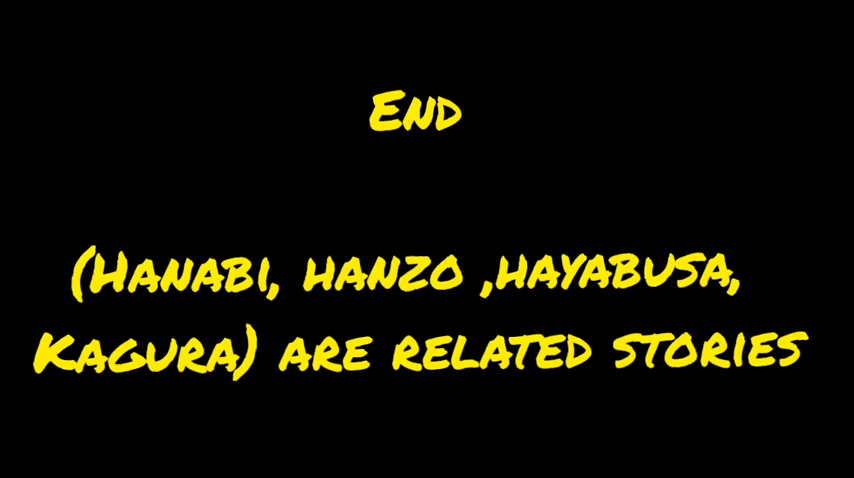 End
(Hanabi, hanzo ,hayabusa,
Kagura) are related stories